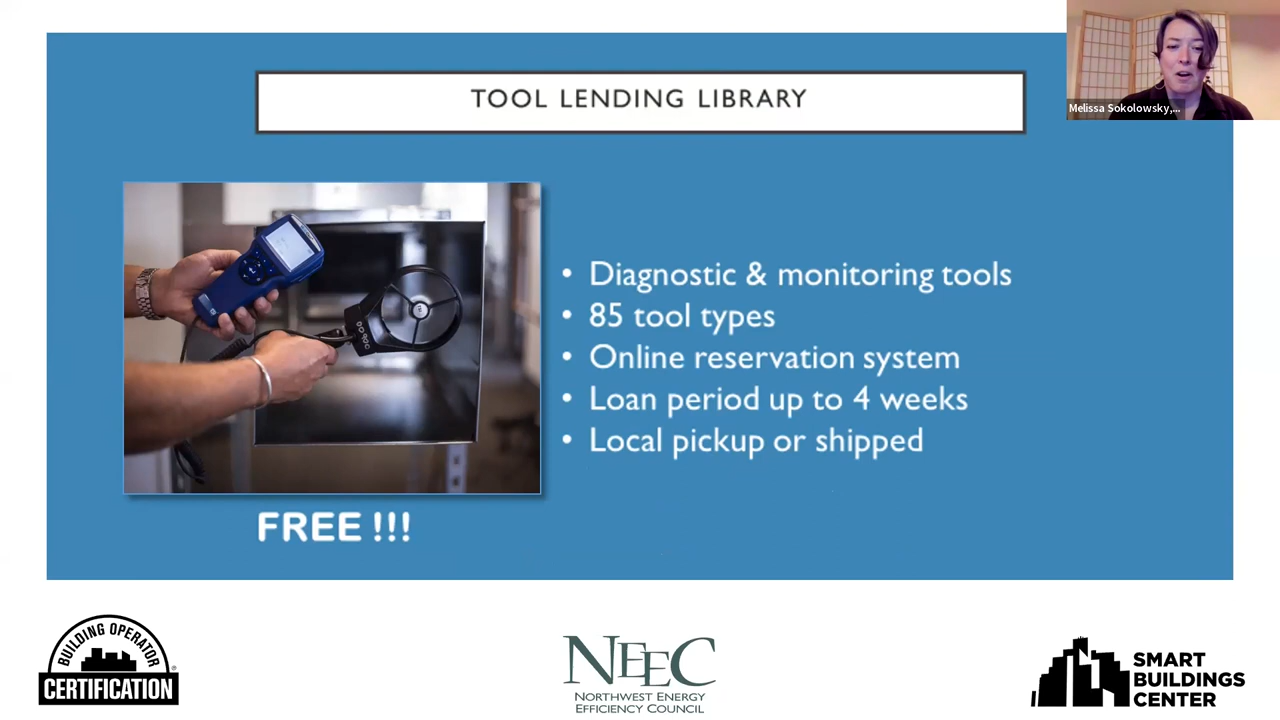 TOOL LENDING LIBRARY
Melissa Sokolowsky,...
• Diagnostic & monitoring tools
• 85 tool types
• Online reservation system
• Loan period up to 4 weeks
• Local pickup or shipped
FREE !!!
BUILDING OPERATOR
CERTIFICATION
®
NEEC
NORTHWEST ENERGY
EFFICIENCY COUNCIL
SMART
BUILDINGS
CENTER